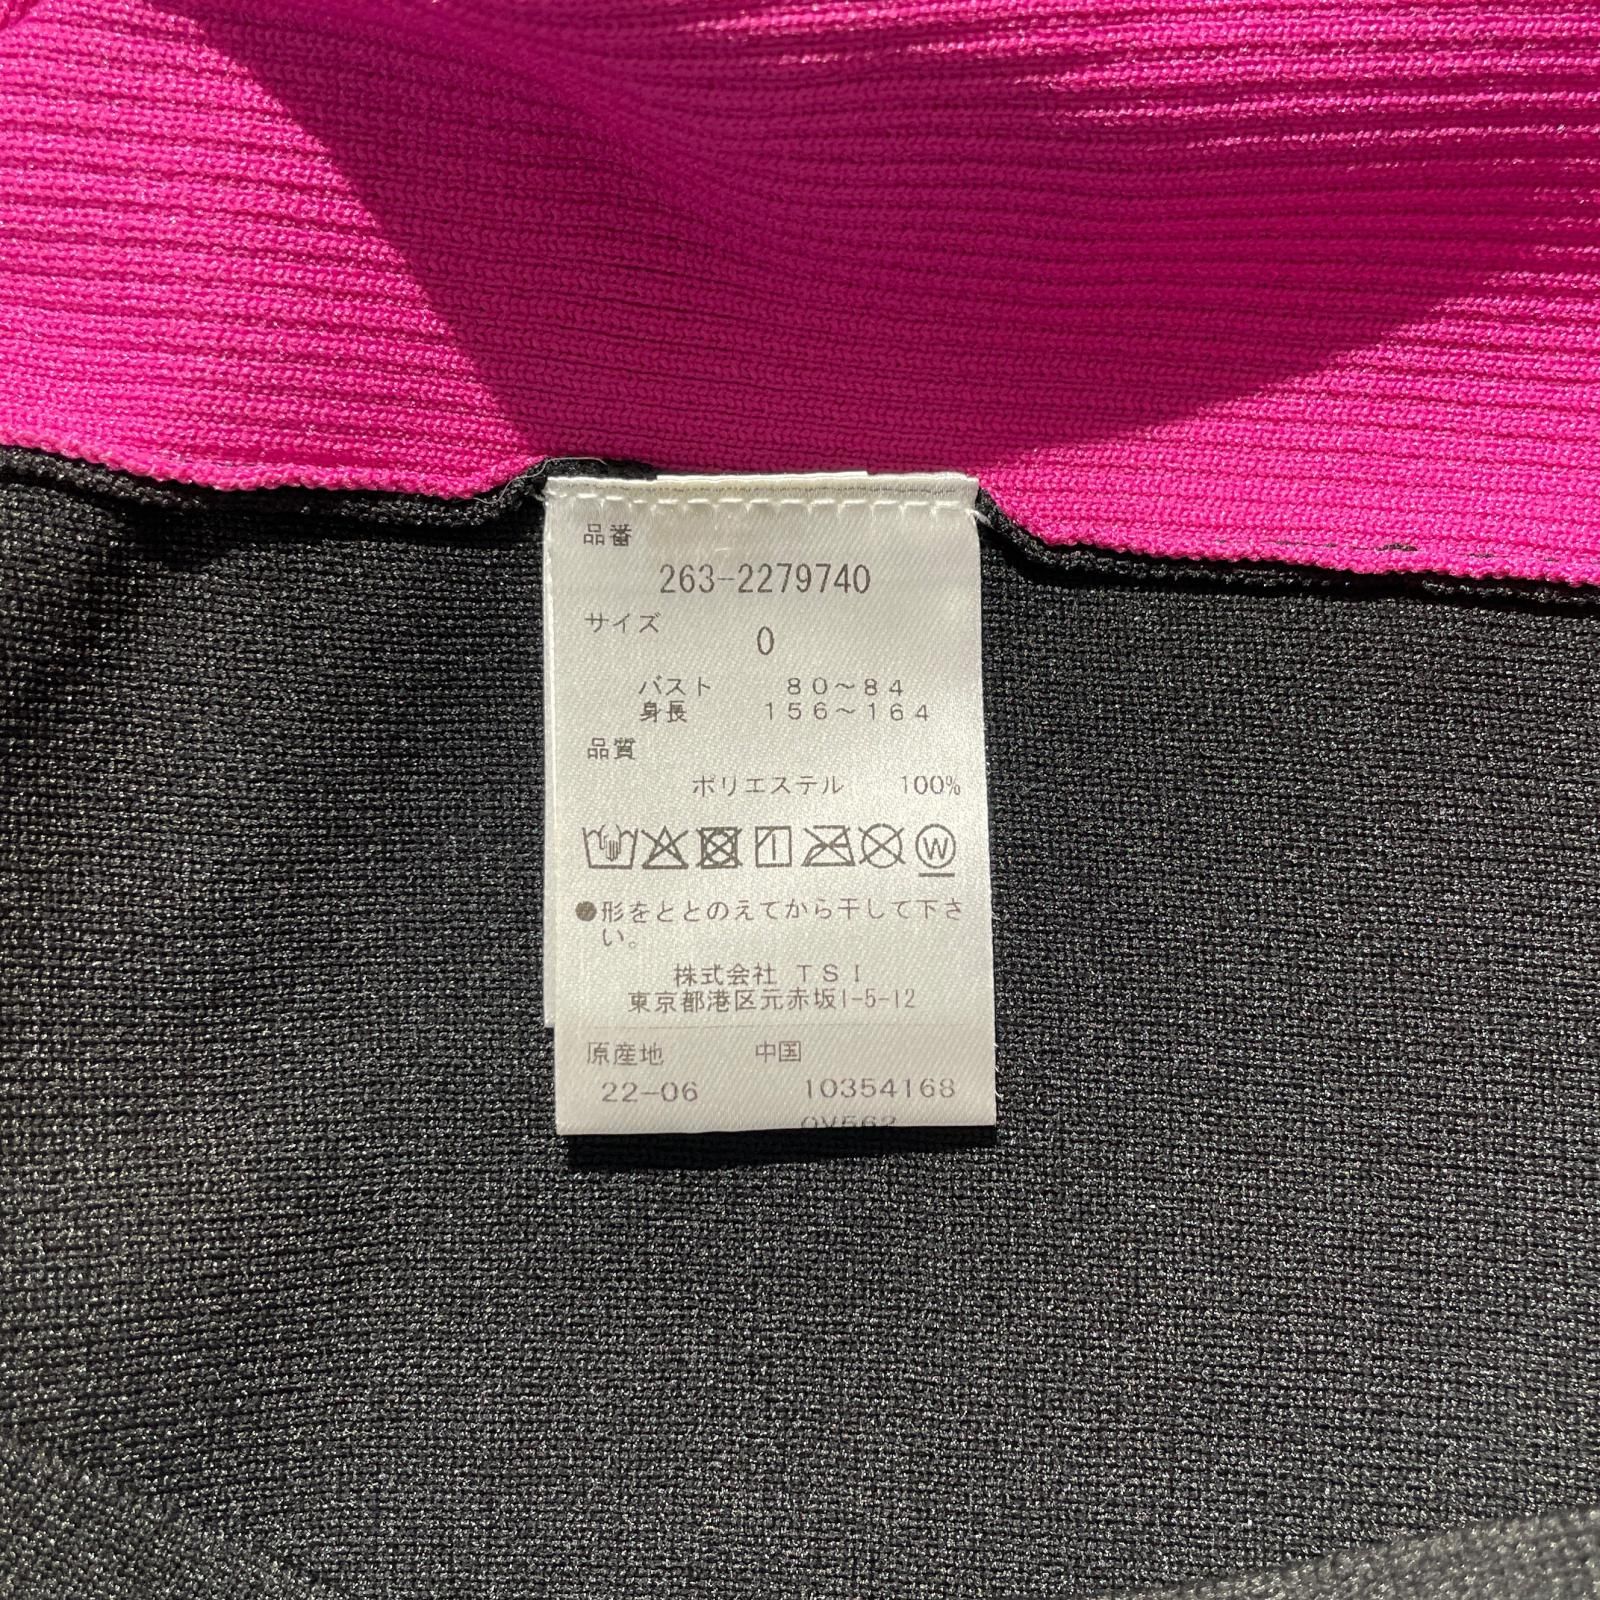 品番
263-2279740
サイズ
0
バスト 80～84
身長 156～164
品質
ポリエステル 100%
W
●形をととのえてから干して下さ
い。
株式会社 TSI
東京都港区元赤坂1-5-12
原産地 中国
22-06 10354168